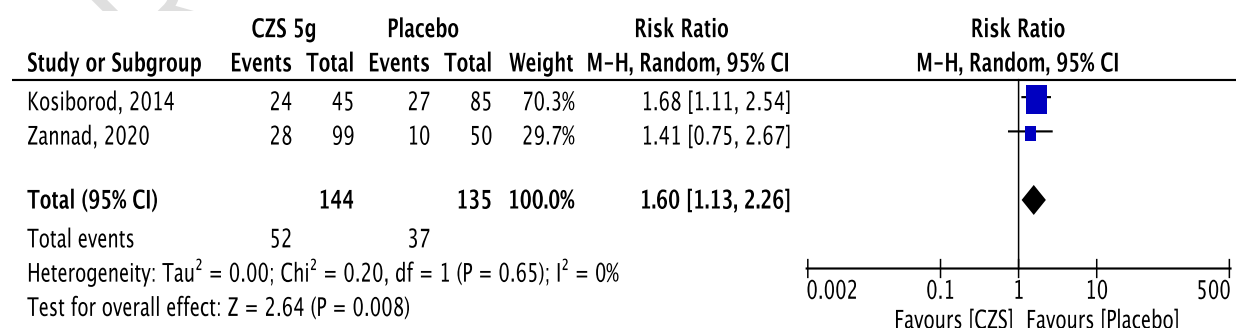 CZS 5g Placebo Risk Ratio Risk Ratio
Study or Subgroup Events Total Events Total Weight M-H, Random, 95% CI M-H, Random, 95% CI
Kosiborod, 2014 24 45 27 85 70.3% 1.68 [1.11, 2.54]
Zannad, 2020 28 99 10 50 29.7% 1.41 [0.75, 2.67]
Total (95% CI) 144 135 100.0% 1.60 [1.13, 2.26]
Total events 52 37
Heterogeneity: Tau² = 0.00; Chi² = 0.20, df = 1 (P = 0.65); I² = 0%
Test for overall effect: Z = 2.64 (P = 0.008)
0.002 0.1 1 10 500
Favours [CZS] Favours [Placebo]